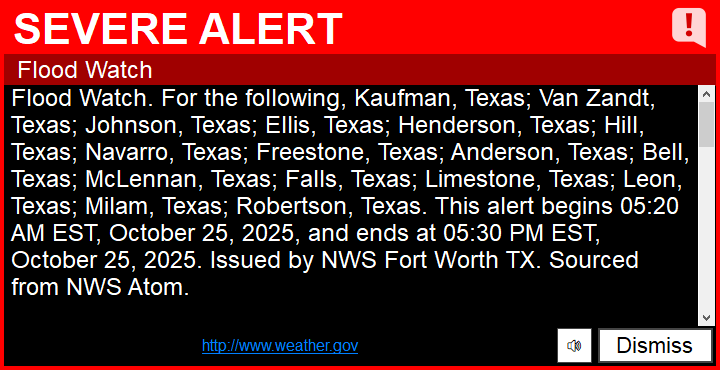 SEVERE ALERT
Flood Watch
Flood Watch. For the following, Kaufman, Texas; Van Zandt,
Texas; Johnson, Texas; Ellis, Texas; Henderson, Texas; Hill,
Texas; Navarro, Texas; Freestone, Texas; Anderson, Texas; Bell,
Texas; McLennan, Texas; Falls, Texas; Limestone, Texas; Leon,
Texas; Milam, Texas; Robertson, Texas. This alert begins 05:20
AM EST, October 25, 2025, and ends at 05:30 PM EST,
October 25, 2025. Issued by NWS Fort Worth TX. Sourced
from NWS Atom.
http://www.weather.gov
Dismiss